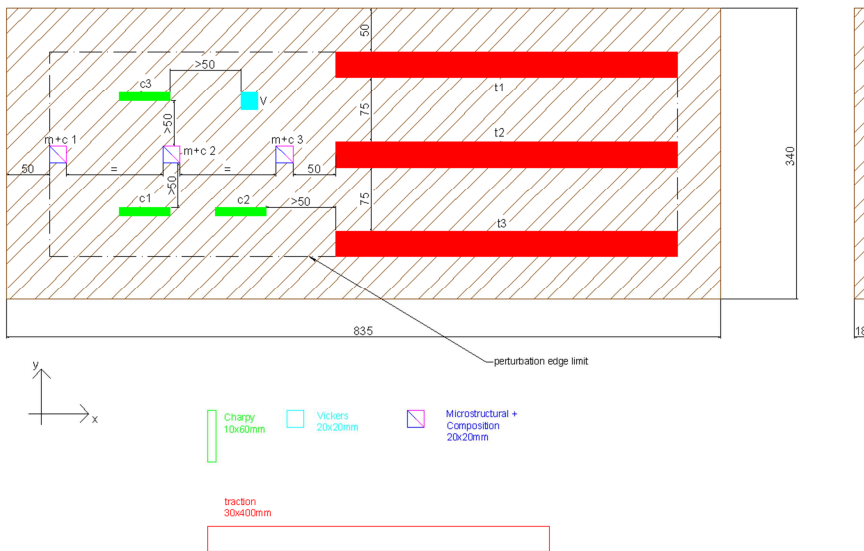 50
c3
>50
V
t1
75
>50
t2
m+c 1
m+c 2
m+c 3
50
=
=
50
>50
75
c1
c2
>50
t3
340
835
18
perturbation edge limit
y
x
Charpy
10x60mm
Vickers
20x20mm
Microstructural +
Composition
20x20mm
traction
30x400mm